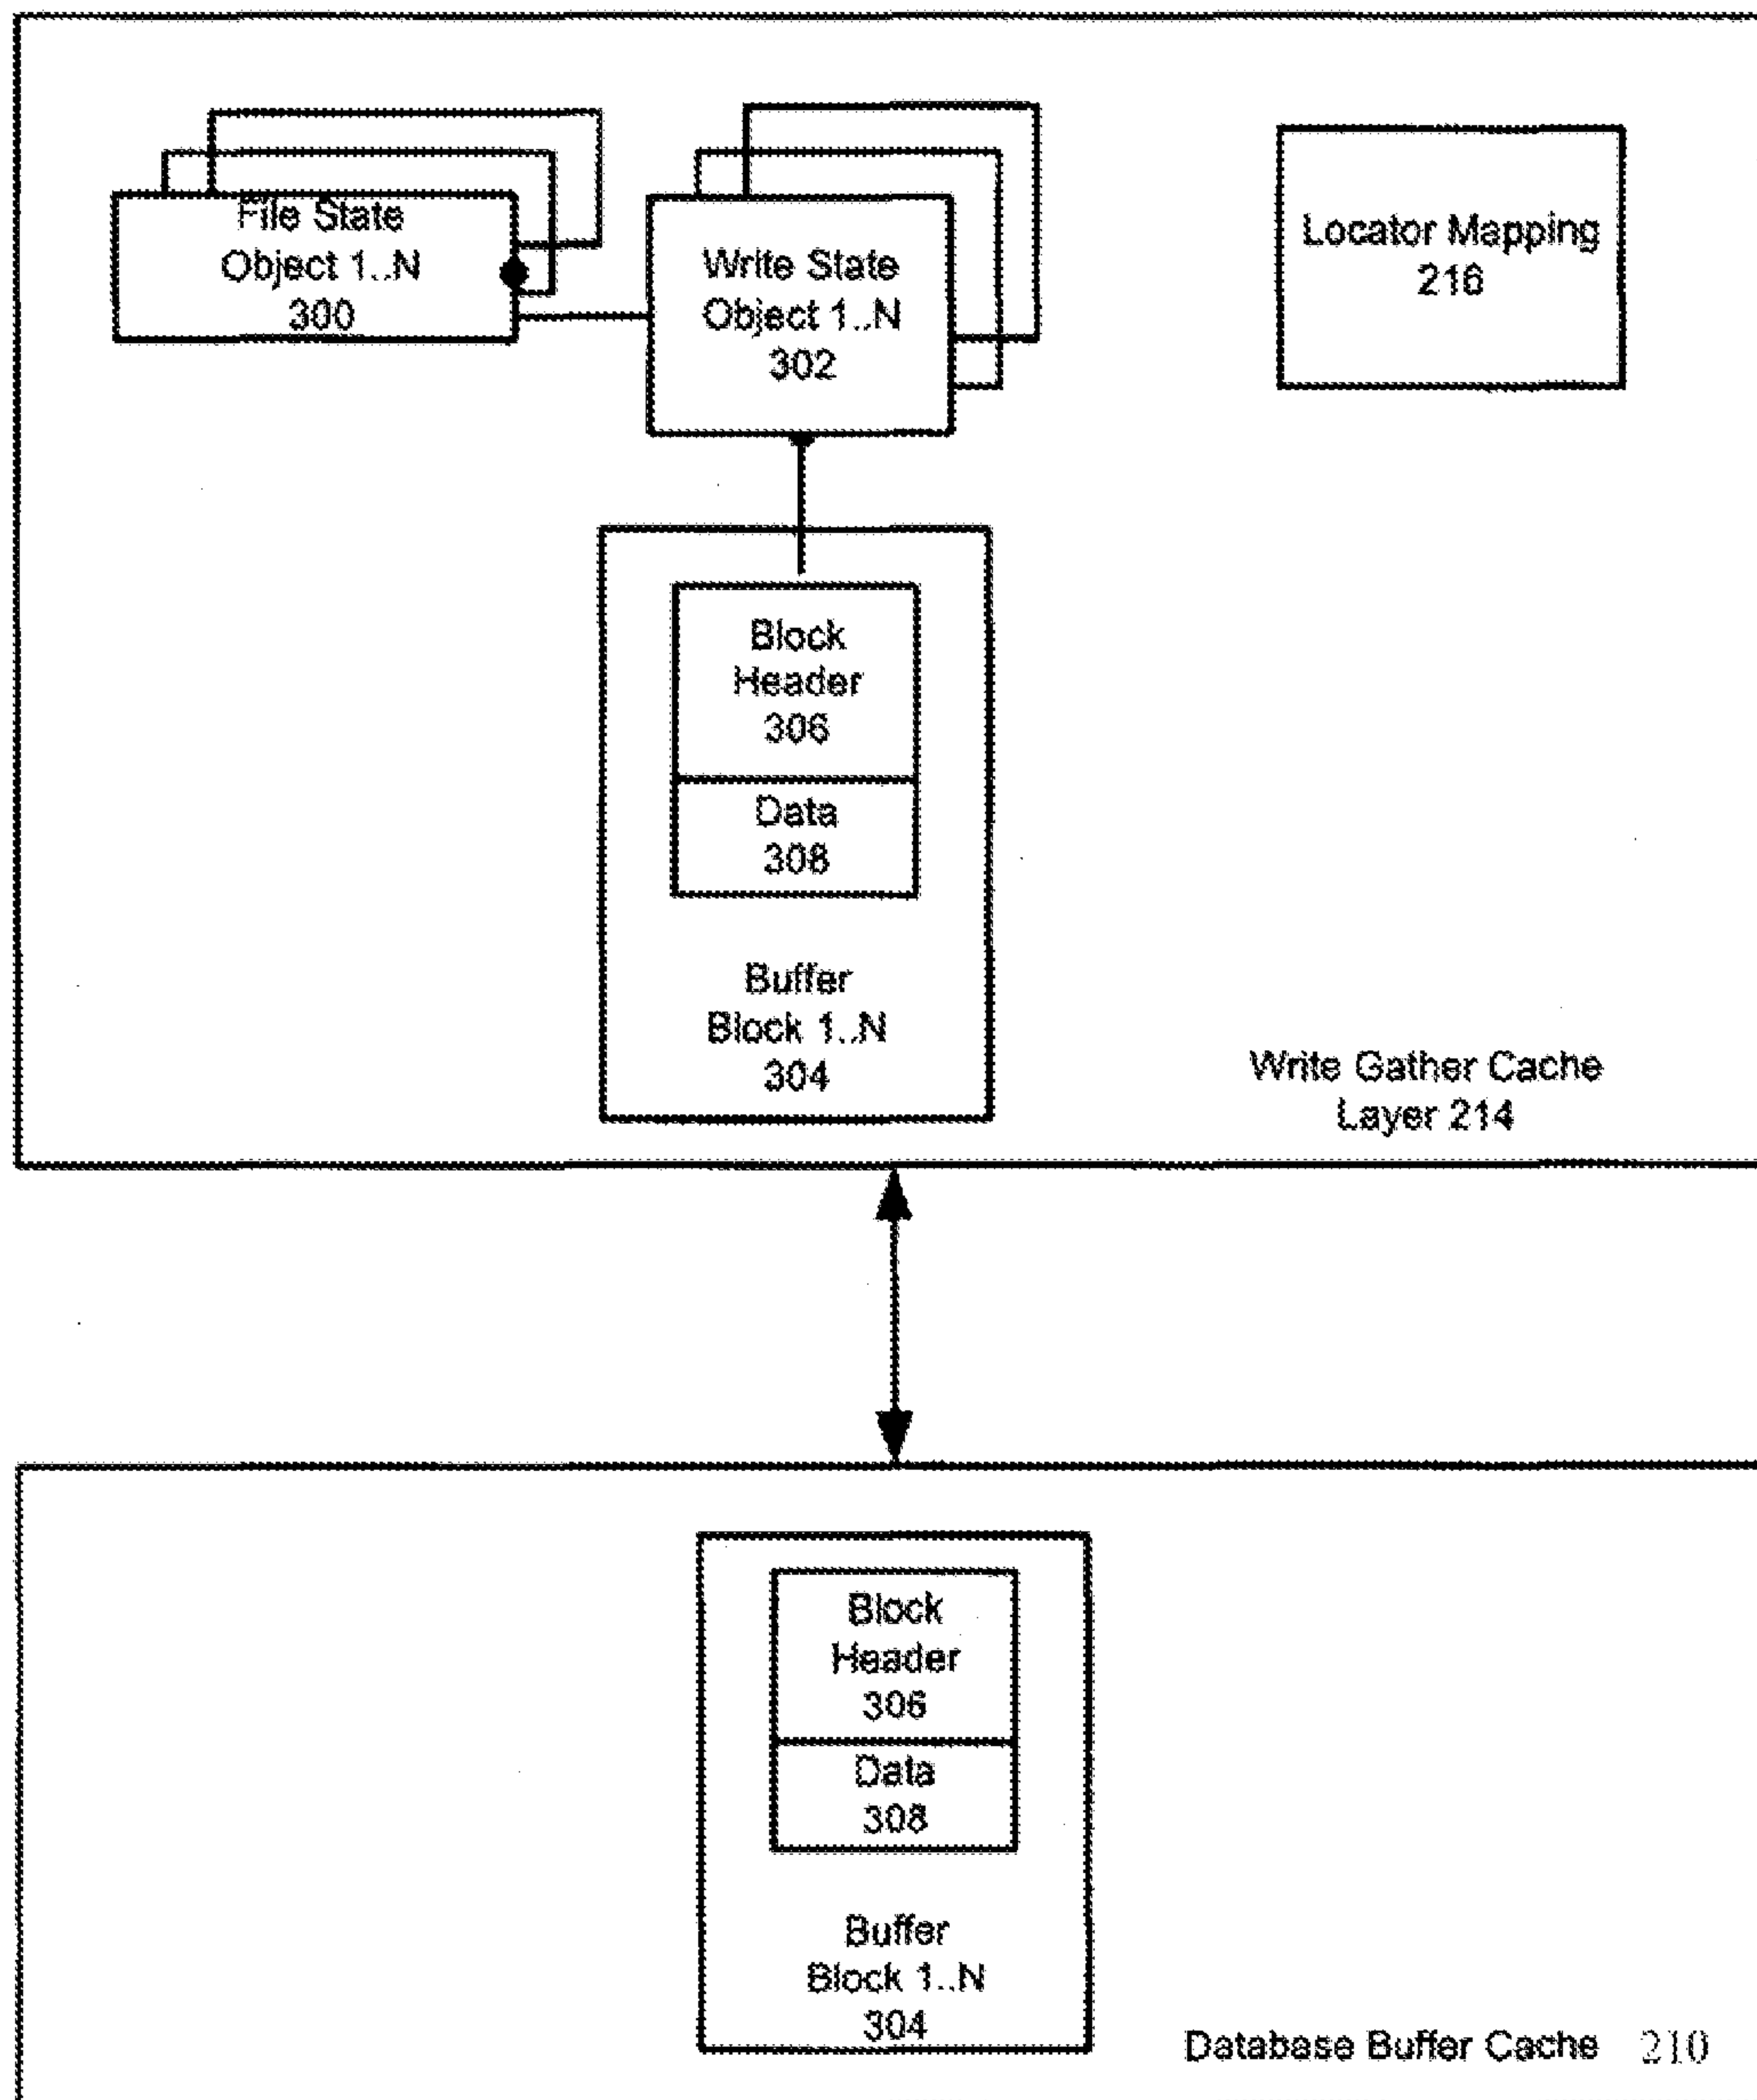 File State
Object 1..N
300
Write State
Object 1..N
302
Locator Mapping
216
Block
Header
306
Data
308
Buffer
Block 1..N
304
Write Gather Cache
Layer 214
Block
Header
306
Data
308
Buffer
Block 1..N
304
Database Buffer Cache 210